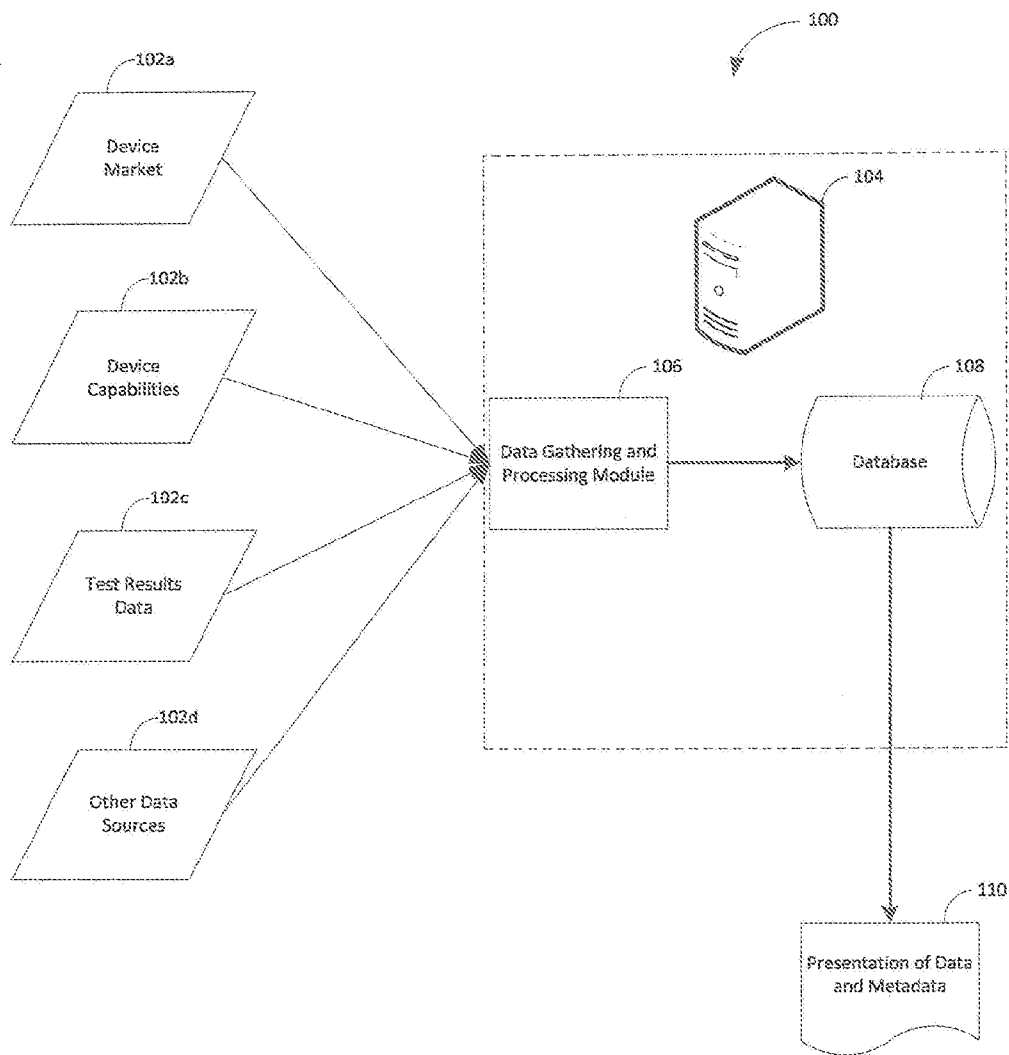 100
102a
Device
Market
104
102b
Device
Capabilities
106
108
Data Gathering and
Processing Module
Database
102c
Test Results
Data
102d
Other Data
Sources
110
Presentation of Data
and Metadata